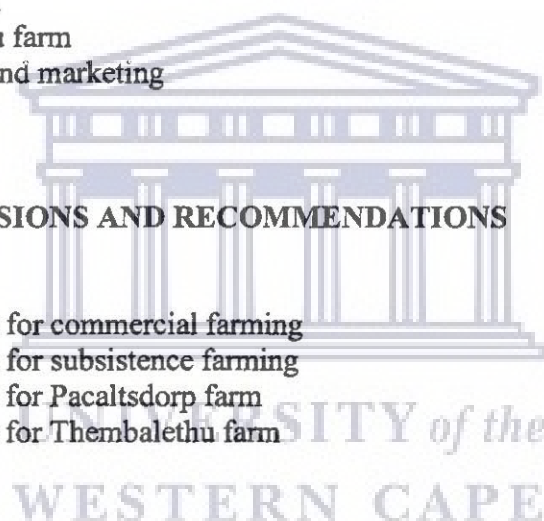 farm
and marketing
SIONS AND RECOMMENDATIONS
for commercial farming
for subsistence farming
for Pacaltsdorp farm
for Thembalethu farm
UNIVERSITY of the
WESTERN CAPE